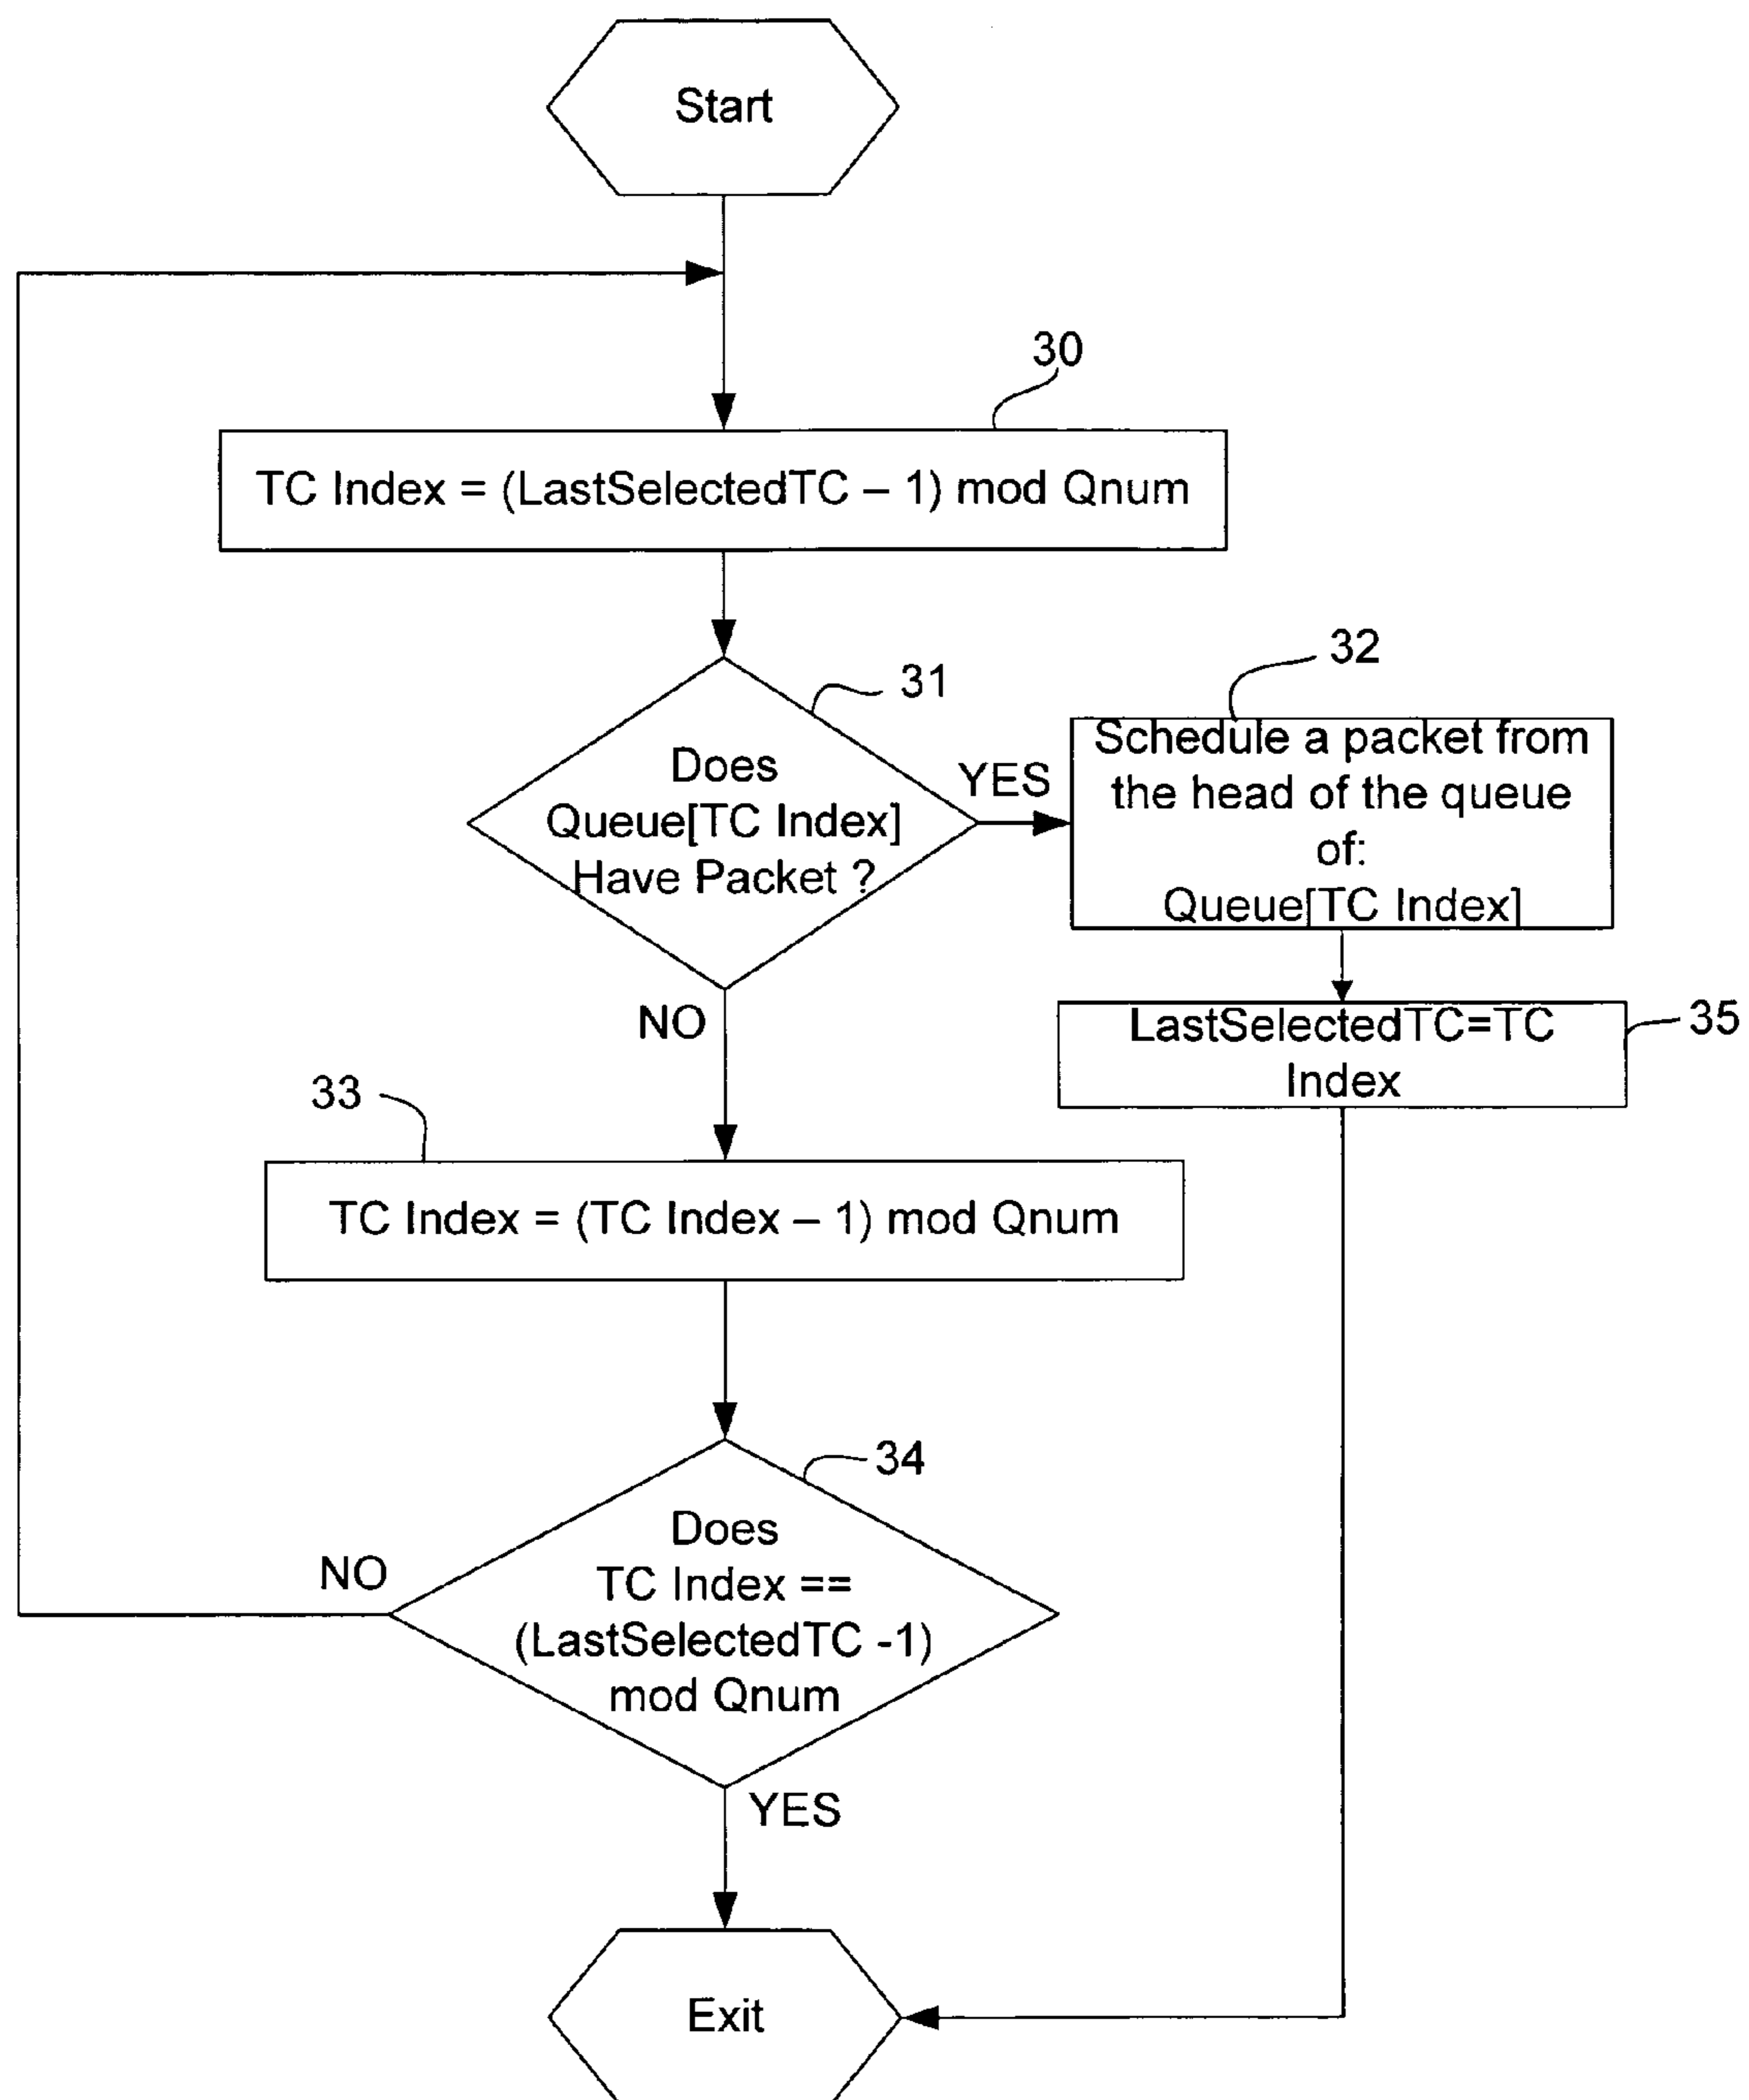 Start
30
TC Index = (LastSelectedTC – 1) mod Qnum
31
Does
Queue[TC Index]
Have Packet ?
YES
32
Schedule a packet from
the head of the queue
of:
Queue[TC Index]
NO
LastSelectedTC=TC
Index
35
33
TC Index = (TC Index – 1) mod Qnum
34
Does
TC Index ==
(LastSelectedTC -1)
mod Qnum
NO
YES
Exit